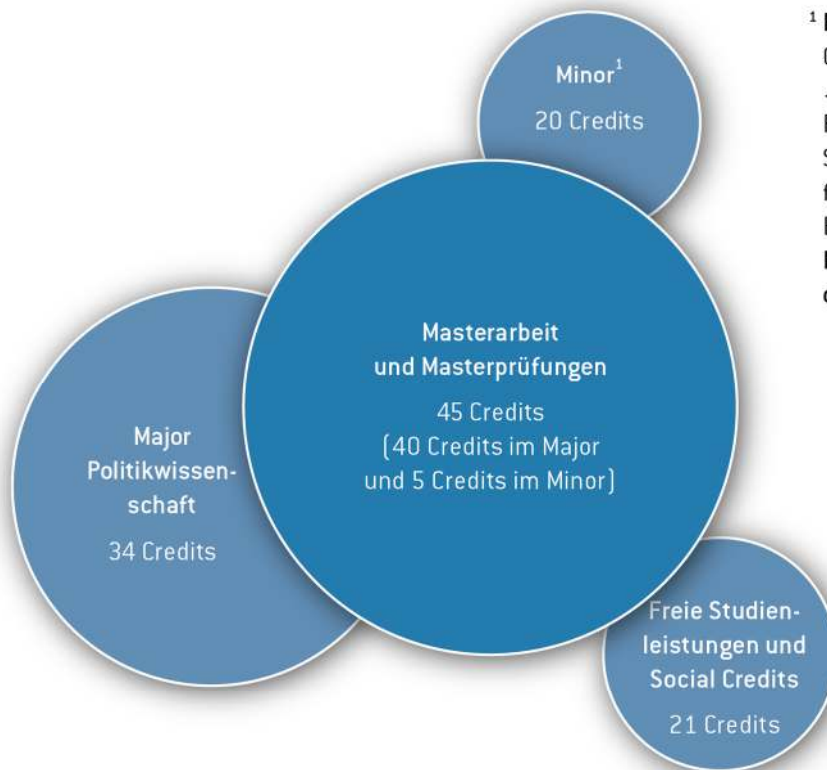 Minor¹
20 Credits
Masterarbeit
und Masterprüfungen
45 Credits
(40 Credits im Major
und 5 Credits im Minor)
Major
Politikwissen-
schaft
34 Credits
Freie Studien-
leistungen und
Social Credits
21 Credits
1